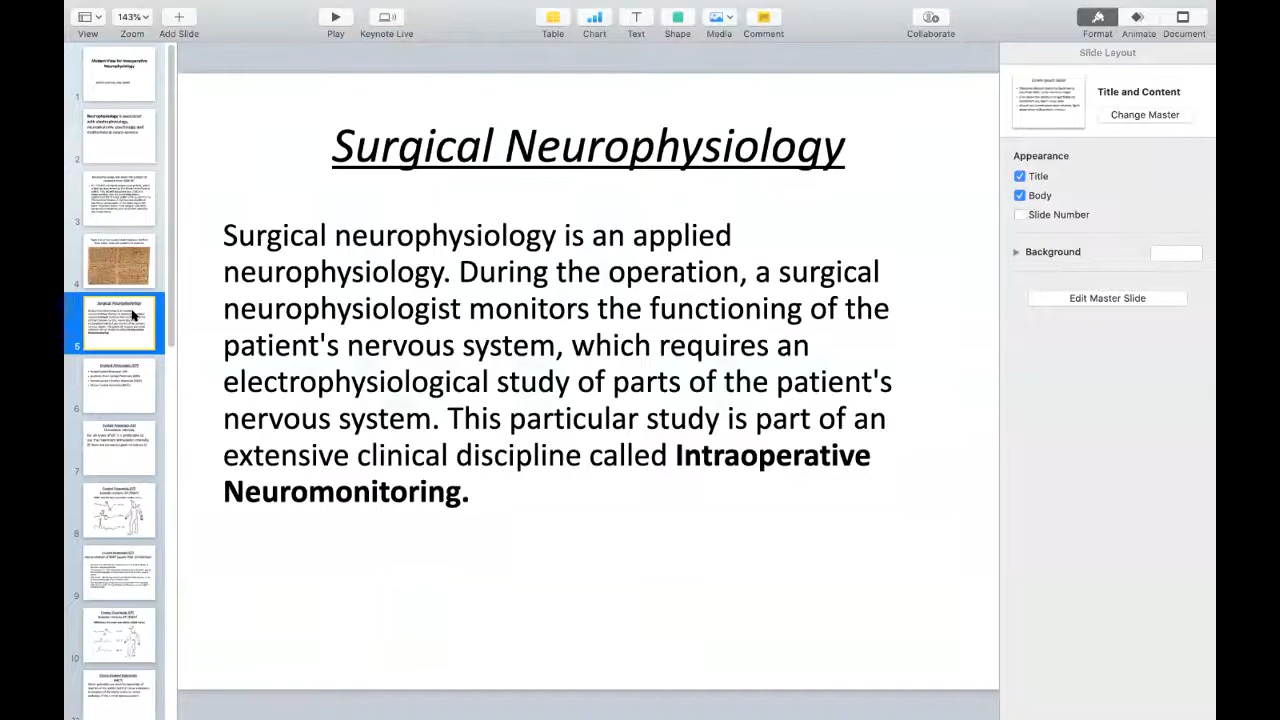 143%
View
Zoom
Add Slide
Play
Keynote Live
Table
Chart
Text
Shape
Media
Comment
Collaborate
Format
Animate
Document
1
2
3
4
5
6
7
8
9
10
Surgical Neurophysiology
Surgical neurophysiology is an applied
neurophysiology. During the operation, a surgical
neurophysiologist monitors the functioning of the
patient's nervous system, which requires an
electrophysiological study of parts of the patient's
nervous system. This particular study is part of an
extensive clinical discipline called Intraoperative
Neuromonitoring.
Slide Layout
Title and Content
Change Master
Appearance
Title
Body
Slide Number
Background
Edit Master Slide